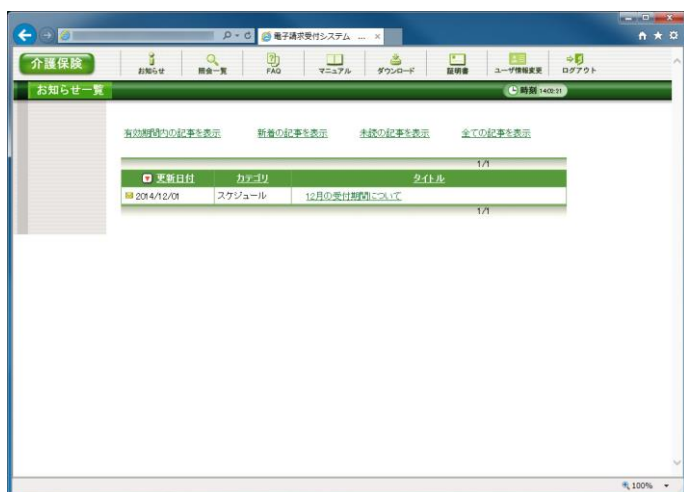 電子請求受付システム ...
介護保険
お知らせ 照会一覧 FAQ マニュアル ダウンロード 証明書 ユーザ情報変更 ログアウト
お知らせ一覧
時刻 14:02:21
有効期間内の記事を表示 新着の記事を表示 未読の記事を表示 全ての記事を表示
1/1
更新日付 カテゴリ タイトル
2014/12/01 スケジュール 12月の受付期間について
1/1
100%